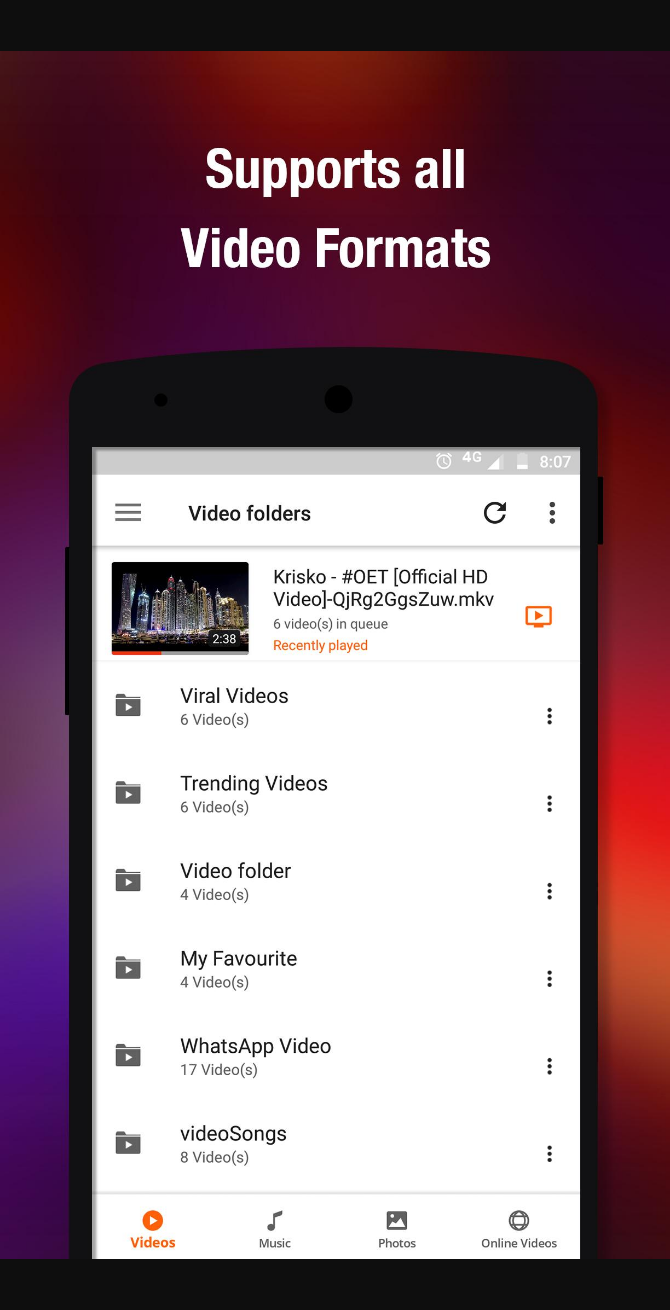 Supports all
Video Formats
4G 8:07
Video folders
Krisko - #OET [Official HD
Video]-QjRg2GgsZuw.mkv
2:38
6 video(s) in queue
Recently played
Viral Videos
6 Video(s)
Trending Videos
6 Video(s)
Video folder
4 Video(s)
My Favourite
4 Video(s)
WhatsApp Video
17 Video(s)
videoSongs
8 Video(s)
Videos Music Photos Online Videos